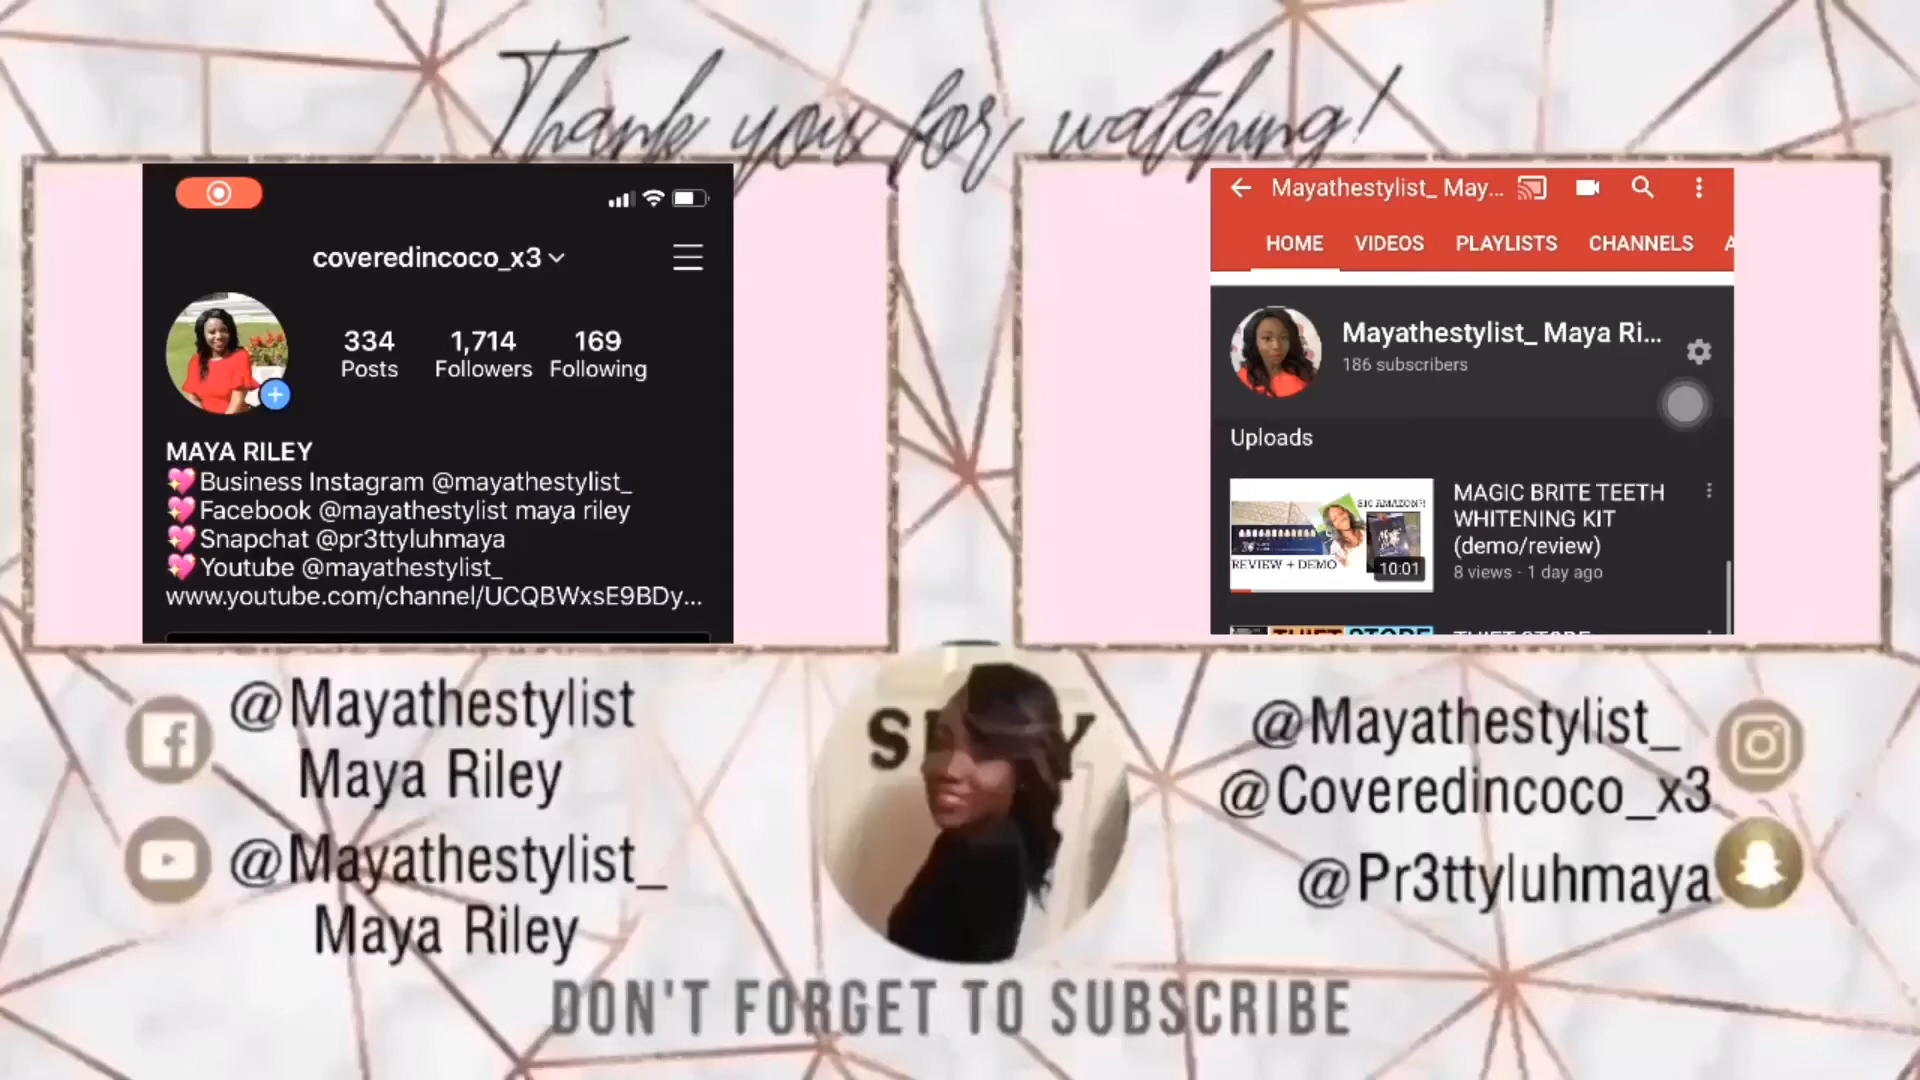 Thank you for watching!
coveredincoco_x3
334
1,714
169
Posts
Followers
Following
MAYA RILEY
💖Business Instagram @mayathestylist_
💖Facebook @mayathestylist maya riley
💖Snapchat @pr3ttyluhmaya
💖Youtube @mayathestylist_
www.youtube.com/channel/UCQBWxsE9BDy...
Mayathestylist_ May...
HOME VIDEOS PLAYLISTS CHANNELS A
Mayathestylist_ Maya Ri...
186 subscribers
Uploads
$10 AMAZON!
REVIEW + DEMO
10:01
MAGIC BRITE TEETH
WHITENING KIT
(demo/review)
8 views · 1 day ago
@Mayathestylist
Maya Riley
@Mayathestylist_
Maya Riley
@Mayathestylist_
@Coveredincoco_x3
@Pr3ttyluhmaya
DON'T FORGET TO SUBSCRIBE